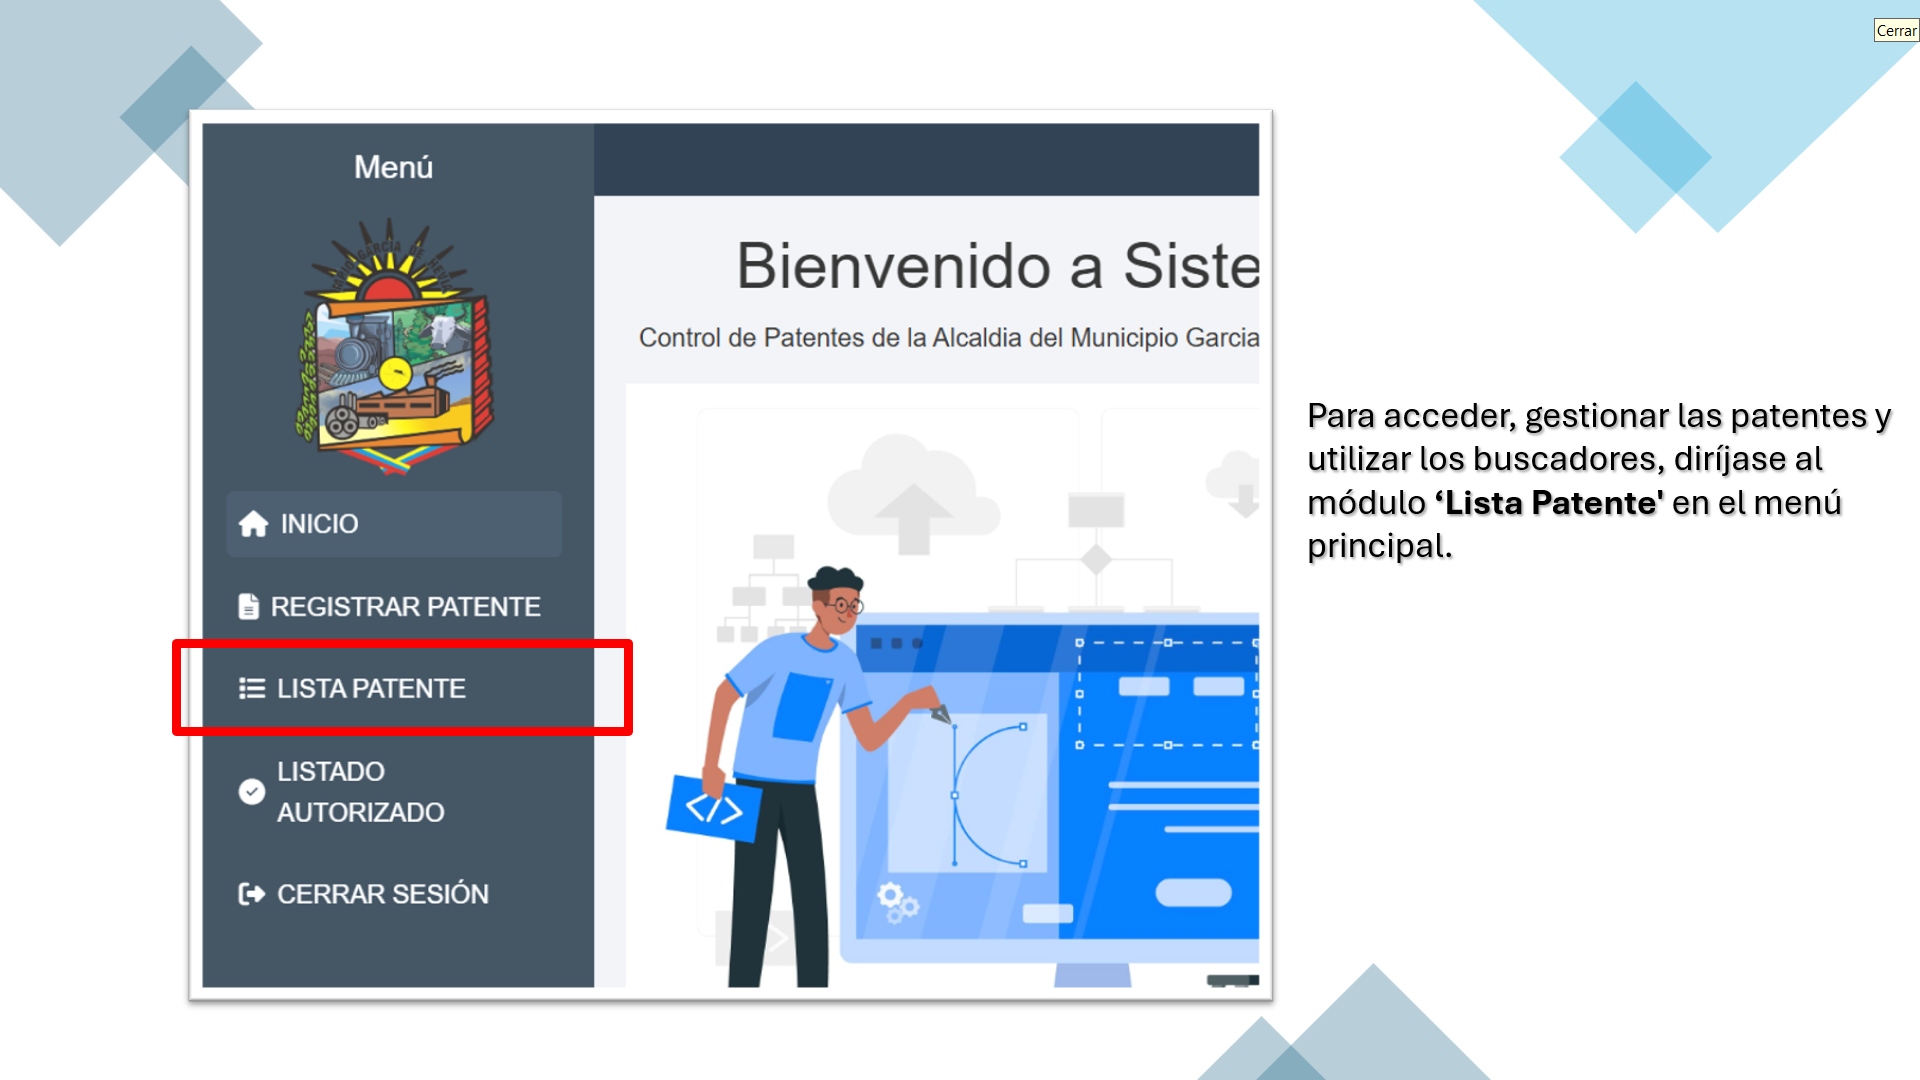 Cerrar
Menú
INICIO
REGISTRAR PATENTE
LISTA PATENTE
LISTADO
AUTORIZADO
CERRAR SESIÓN
Bienvenido a Siste
Control de Patentes de la Alcaldia del Municipio Garcia
</>
Para acceder, gestionar las patentes y
utilizar los buscadores, diríjase al
módulo ‘Lista Patente' en el menú
principal.